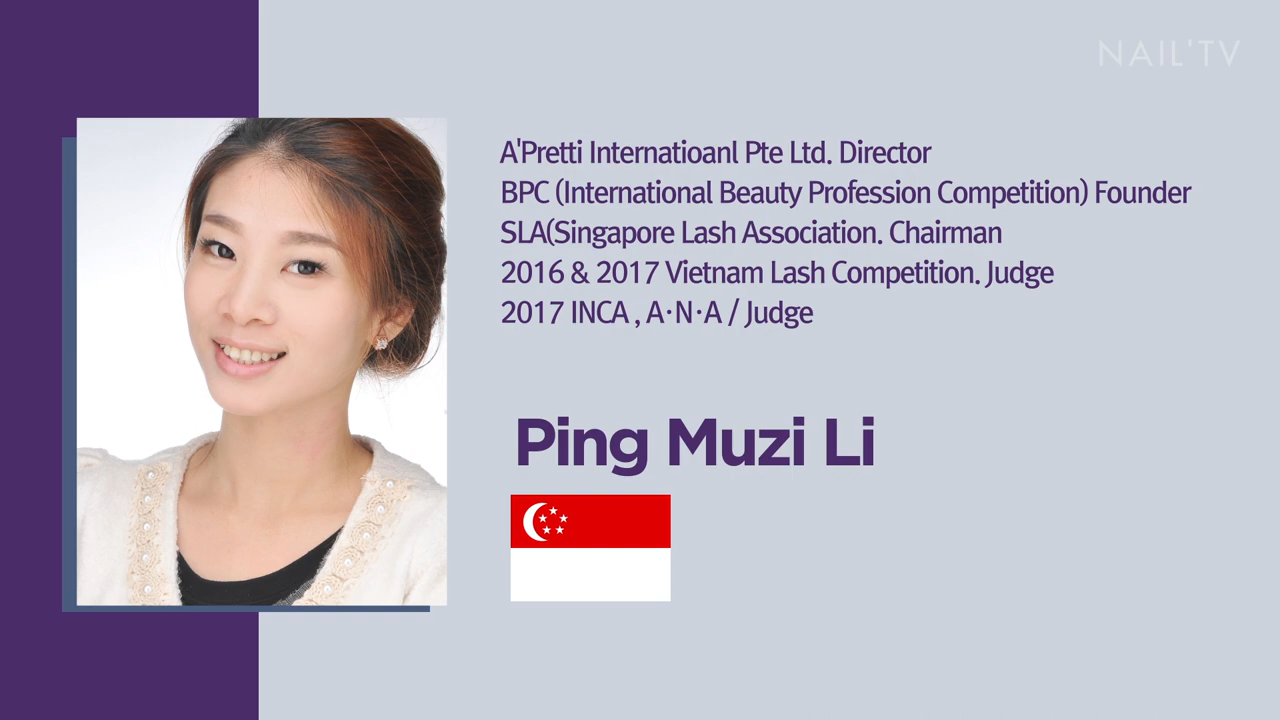 NAIL'TV
A'Pretti Internatioanl Pte Ltd. Director
BPC (International Beauty Profession Competition) Founder
SLA(Singapore Lash Association. Chairman
2016 & 2017 Vietnam Lash Competition. Judge
2017 INCA , A·N·A / Judge
Ping Muzi Li